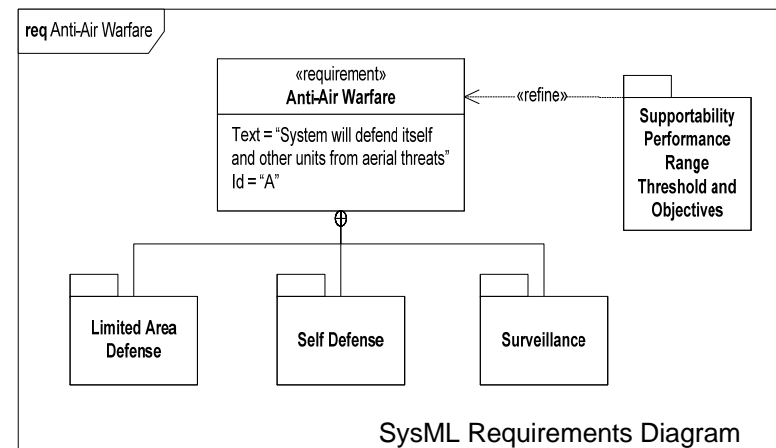 req Anti-Air Warfare
«requirement»
Anti-Air Warfare
Text = “System will defend itself
and other units from aerial threats”
Id = “A”
«refine»
Supportability
Performance
Range
Threshold and
Objectives
Limited Area
Defense
Self Defense
Surveillance
SysML Requirements Diagram